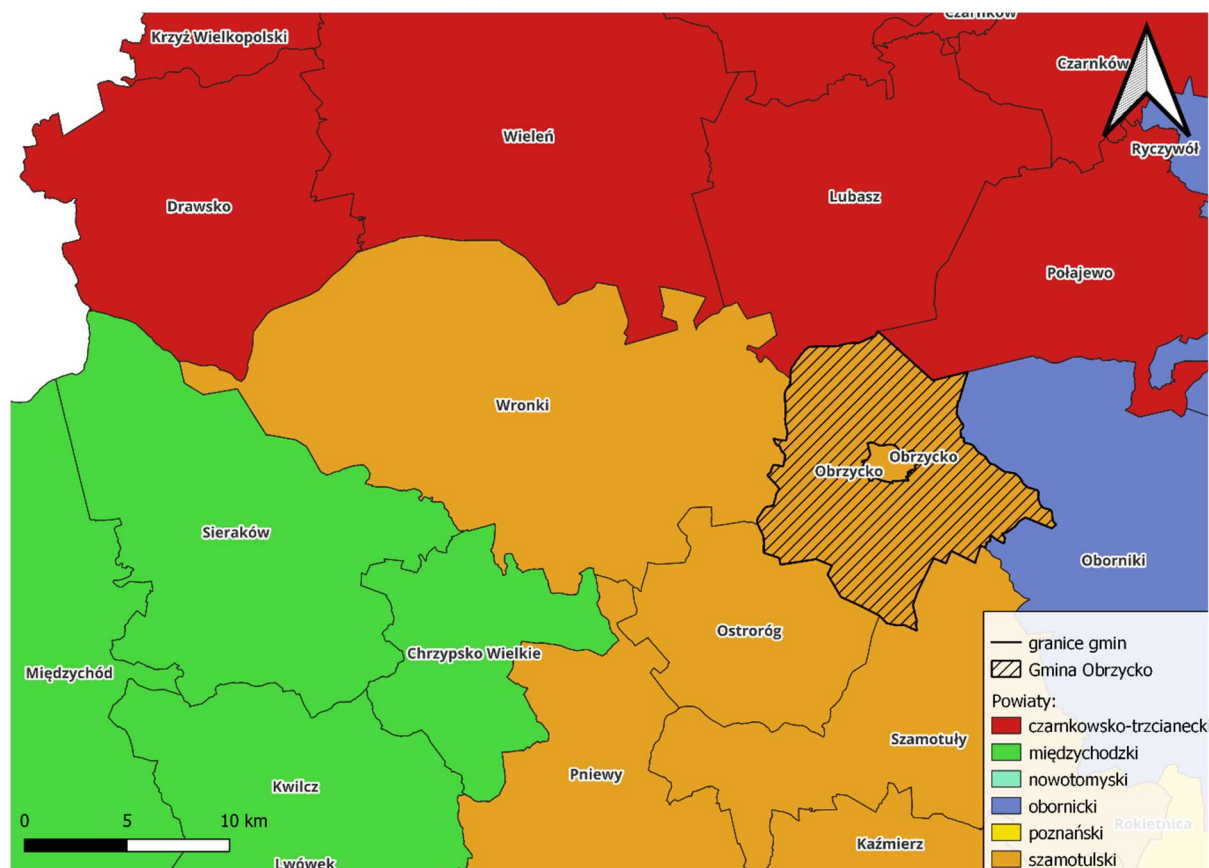 Czarnków
Krzyż Wielkopolski
Czarnków
Wieleń
Ryczywół
Drawsko
Lubasz
Połajewo
Wronki
Obrzycko
Obrzycko
Sieraków
Oborniki
Ostroróg
Chrzypsko Wielkie
Międzychód
Szamotuły
Pniewy
Kwilcz
Rokietnica
Kaźmierz
Lwówek
granice gmin
Gmina Obrzycko
Powiaty:
czarnkowsko-trzcianecki
międzychodzki
nowotomyski
obornicki
poznański
szamotulski
0 5 10 km